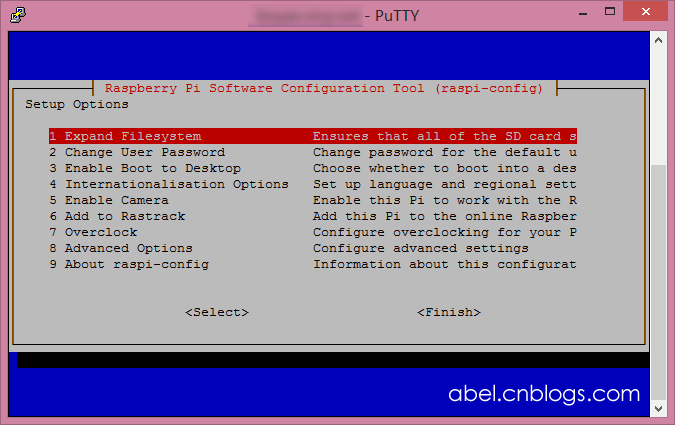 - PuTTY
Raspberry Pi Software Configuration Tool (raspi-config)
Setup Options
1 Expand Filesystem Ensures that all of the SD card s
2 Change User Password Change password for the default u
3 Enable Boot to Desktop Choose whether to boot into a des
4 Internationalisation Options Set up language and regional sett
5 Enable Camera Enable this Pi to work with the R
6 Add to Rastrack Add this Pi to the online Raspber
7 Overclock Configure overclocking for your P
8 Advanced Options Configure advanced settings
9 About raspi-config Information about this configurat
<Select> <Finish>
abel.cnblogs.com